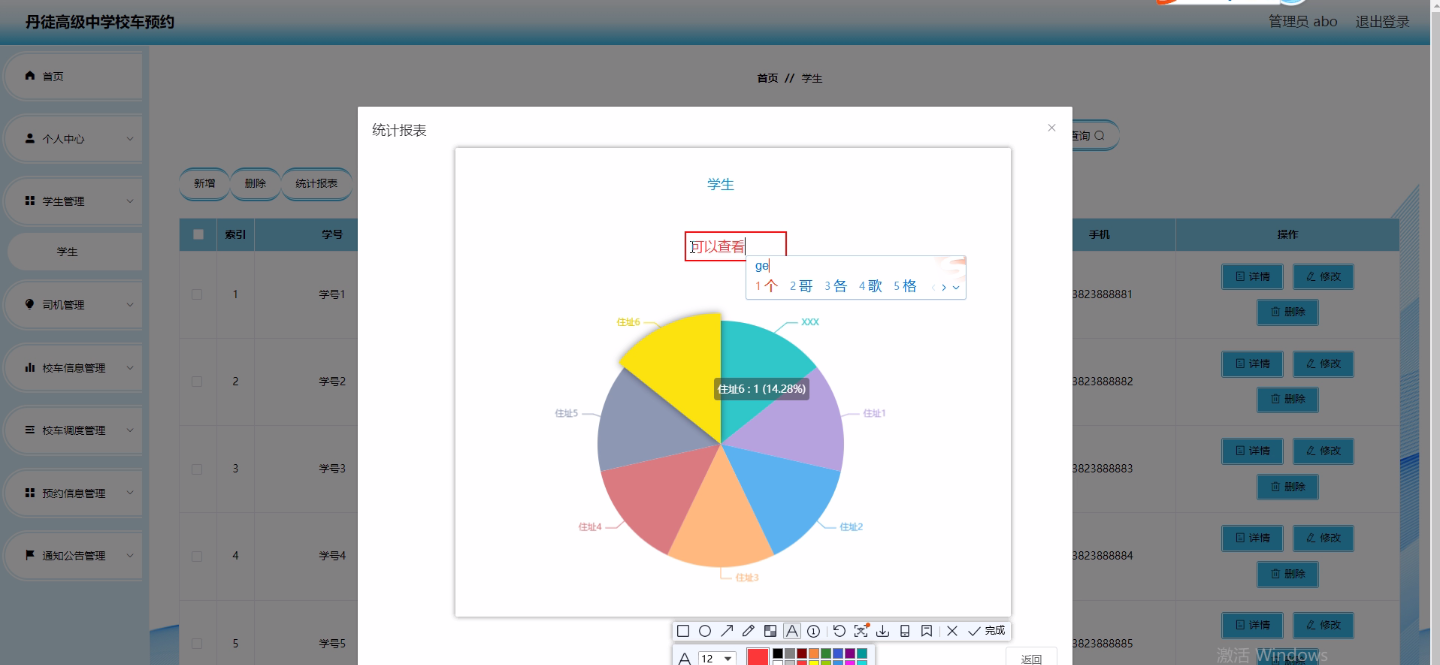 丹徒高级中学校车预约
管理员 abo 退出登录
首页
个人中心
学生管理
学生
司机管理
校车信息管理
校车调度管理
预约信息管理
通知公告管理
首页 // 学生
查询
新增 删除 统计报表
索引 学号 手机 操作
1 学号1 3823888881 详情 修改
删除
2 学号2 3823888882 详情 修改
删除
3 学号3 3823888883 详情 修改
删除
4 学号4 3823888884 详情 修改
删除
5 学号5 3823888885 详情 修改
统计报表 ×
学生
可以查看
ge
1 个 2 哥 3 各 4 歌 5 格
住址6
XXX
住址6 : 1 (14.28%)
住址5
住址1
住址4
住址2
住址3
完成
A 12
返回
激活 Windows